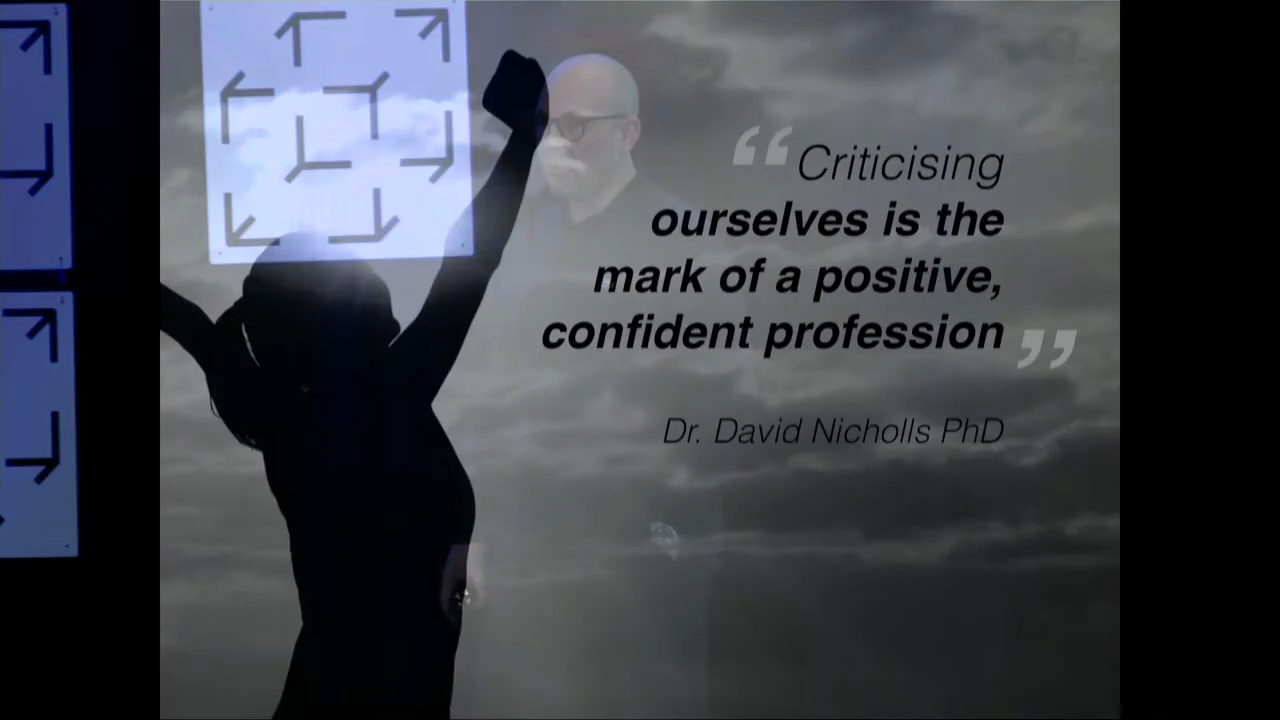 “Criticising
ourselves is the
mark of a positive,
confident profession”
Dr. David Nicholls PhD